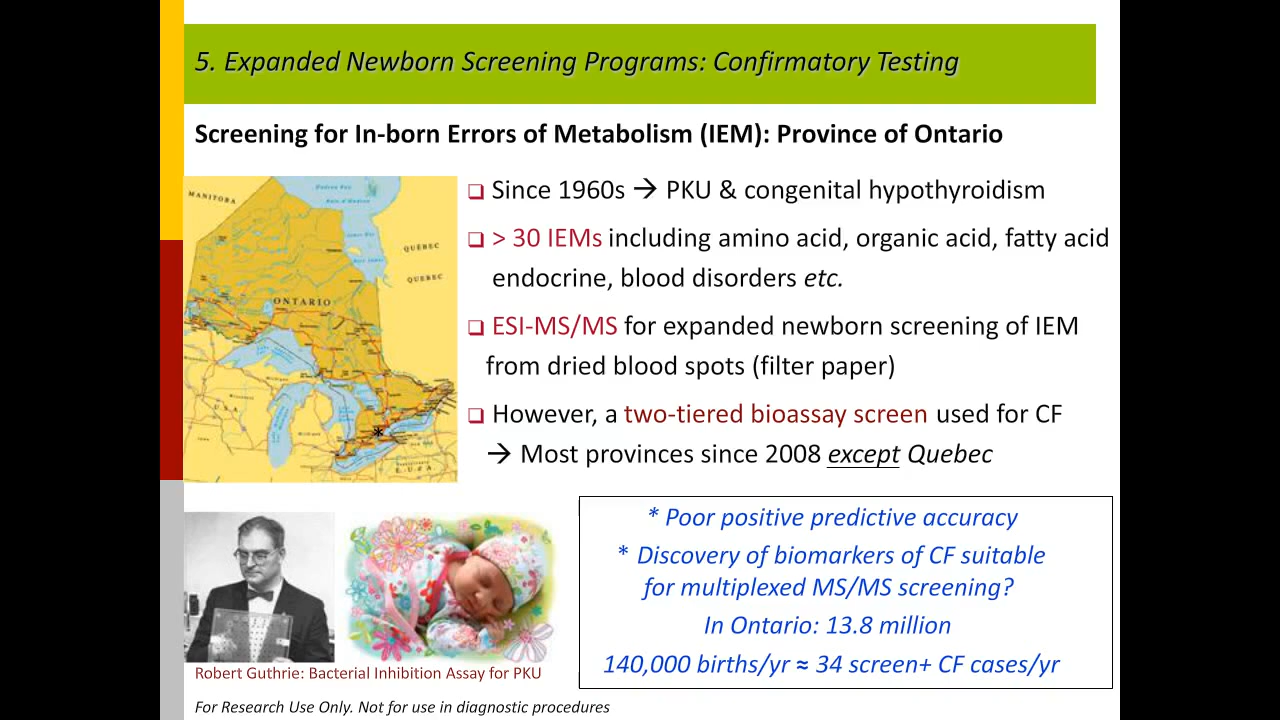 5. Expanded Newborn Screening Programs: Confirmatory Testing
Screening for In-born Errors of Metabolism (IEM): Province of Ontario
MANITOBA
QUÉBEC
QUEBEC
ONTARIO
U.S.A.
❑ Since 1960s → PKU & congenital hypothyroidism
❑ > 30 IEMs including amino acid, organic acid, fatty acid
endocrine, blood disorders etc.
❑ ESI-MS/MS for expanded newborn screening of IEM
from dried blood spots (filter paper)
❑ However, a two-tiered bioassay screen used for CF
→ Most provinces since 2008 except Quebec
* Poor positive predictive accuracy
* Discovery of biomarkers of CF suitable
for multiplexed MS/MS screening?
In Ontario: 13.8 million
140,000 births/yr ≈ 34 screen+ CF cases/yr
Robert Guthrie: Bacterial Inhibition Assay for PKU
For Research Use Only. Not for use in diagnostic procedures